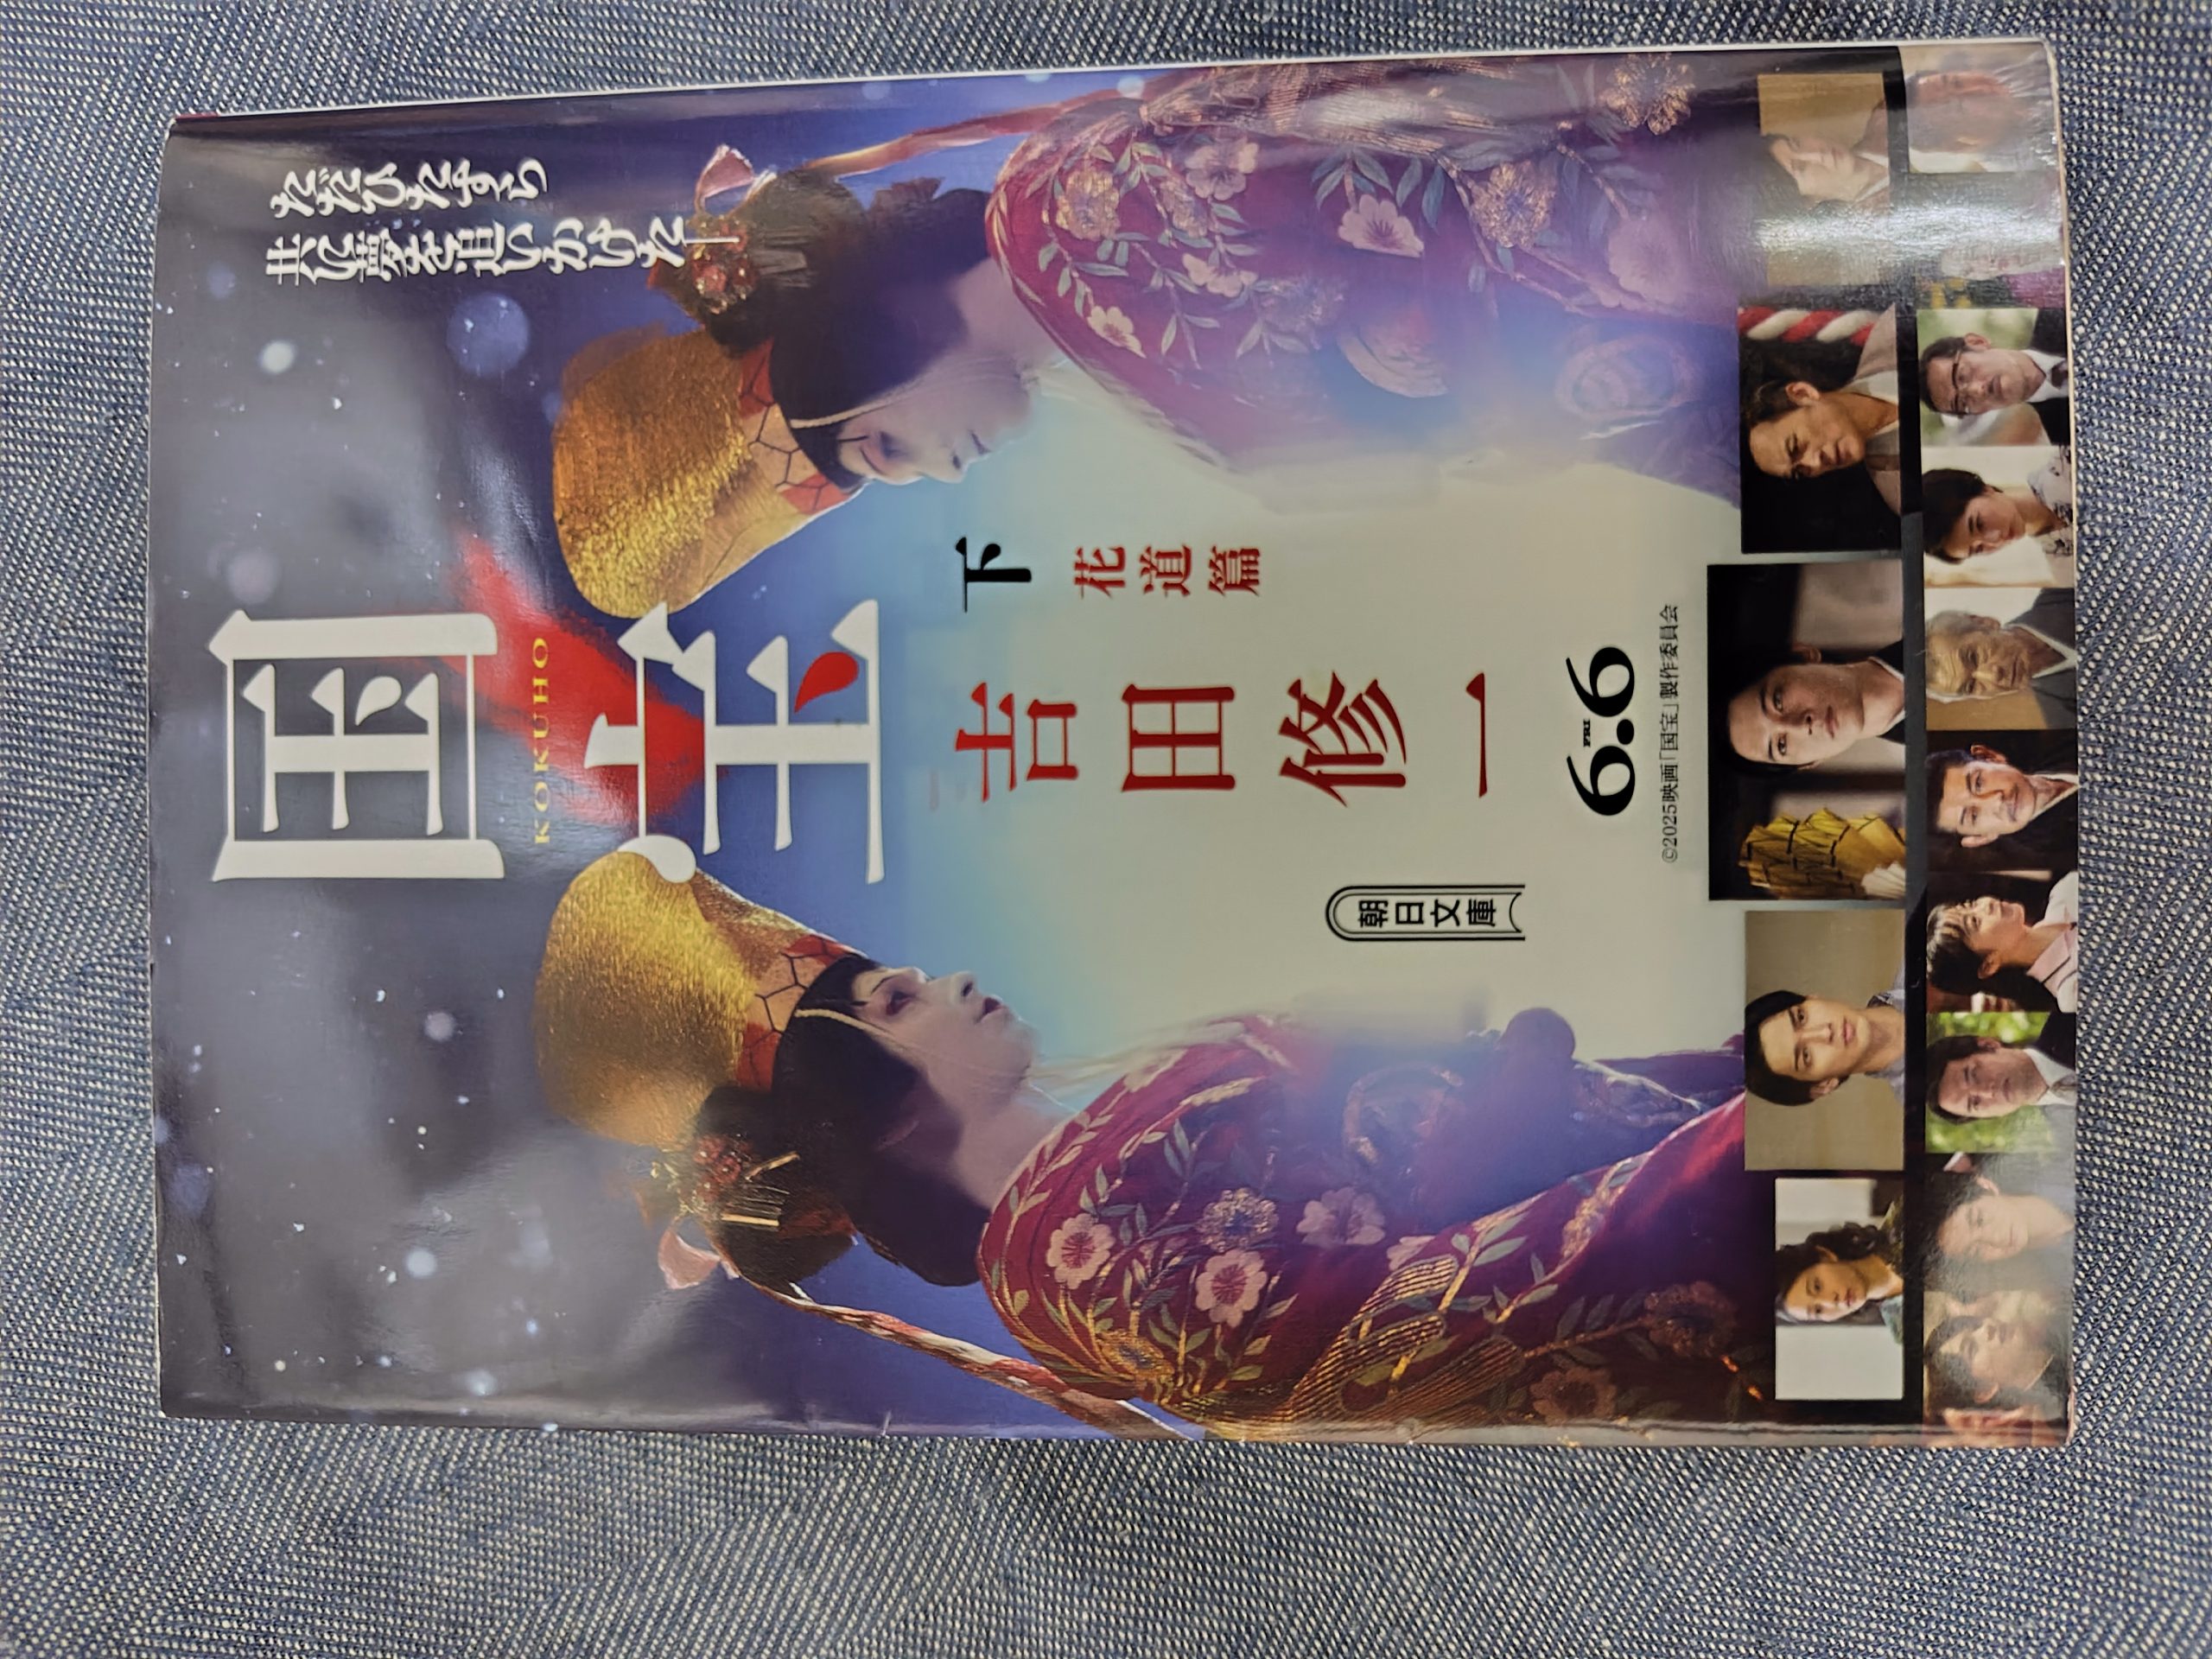 ただひたすら
共に夢を追いかけた―
国宝
KOKUHO
下
花道篇
吉田修一
朝日文庫
6.6 FRI
©2025映画「国宝」製作委員会